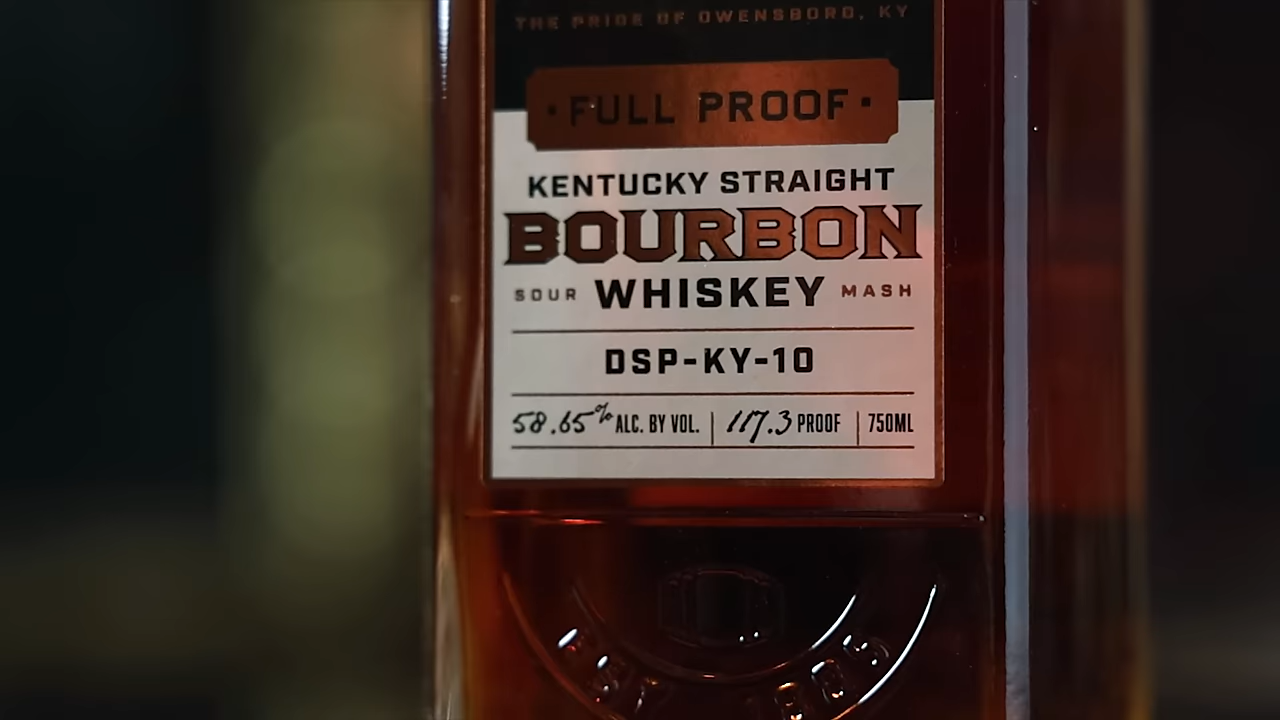 THE PRIDE OF OWENSBORO, KY
· FULL PROOF ·
KENTUCKY STRAIGHT
BOURBON
SOUR WHISKEY MASH
DSP-KY-10
58.65% ALC. BY VOL. | 117.3 PROOF | 750ML